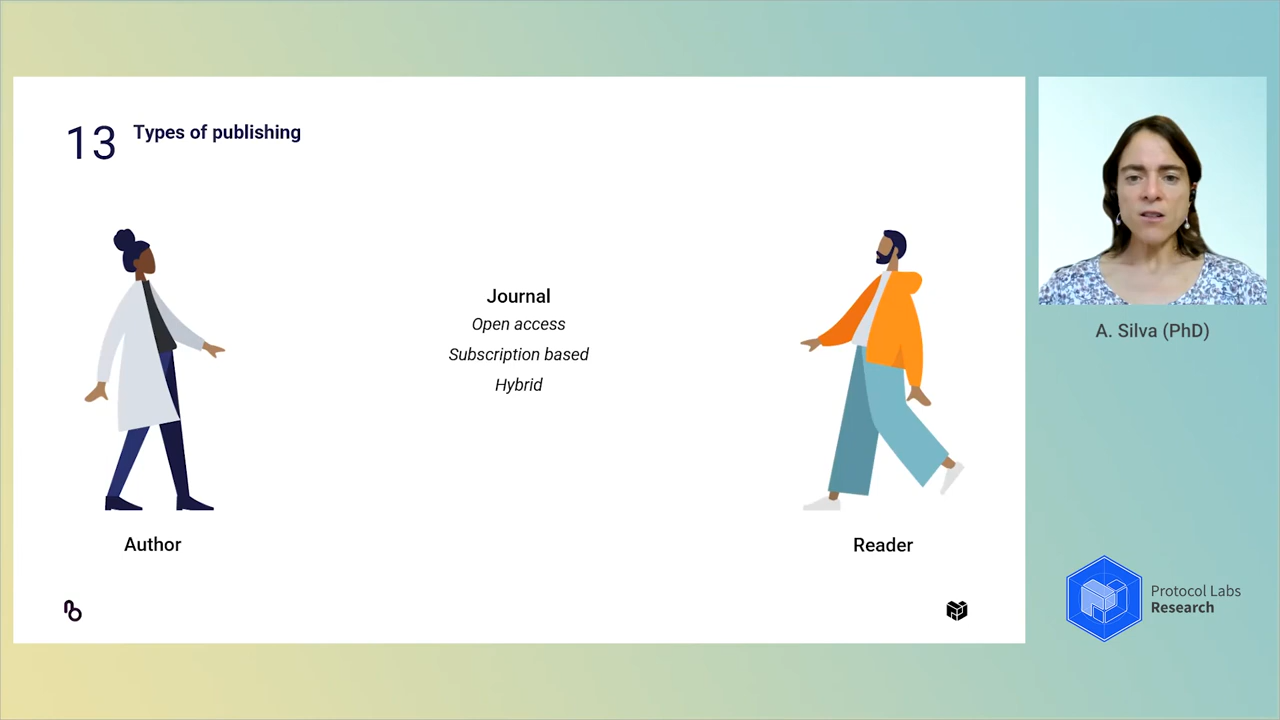 13
Types of publishing
Journal
Open access
Subscription based
Hybrid
Author
Reader
A. Silva (PhD)
Protocol Labs
Research